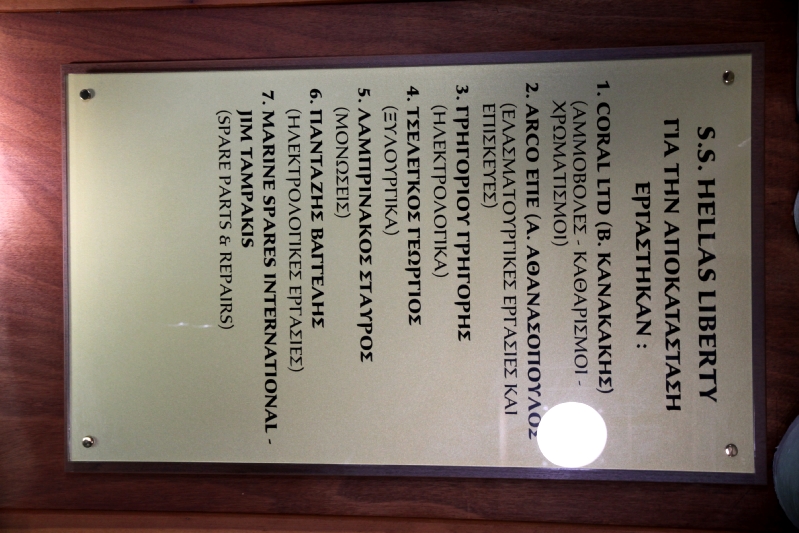 S.S. HELLAS LIBERTY
ΓΙΑ ΤΗΝ ΑΠΟΚΑΤΑΣΤΑΣΗ
ΕΡΓΑΣΤΗΚΑΝ :
1. CORAL LTD (Β. ΚΑΝΑΚΑΚΗΣ)
(ΑΜΜΟΒΟΛΕΣ - ΚΑΘΑΡΙΣΜΟΙ -
ΧΡΩΜΑΤΙΣΜΟΙ)
2. ARCO ΕΠΕ (Α. ΑΘΑΝΑΣΟΠΟΥΛΟΣ
(ΕΛΑΣΜΑΤΟΥΡΓΙΚΕΣ ΕΡΓΑΣΙΕΣ ΚΑΙ
ΕΠΙΣΚΕΥΕΣ)
3. ΓΡΗΓΟΡΙΟΥ ΓΡΗΓΟΡΗΣ
(ΗΛΕΚΤΡΟΛΟΓΙΚΑ)
4. ΤΣΕΛΕΓΚΟΣ ΓΕΩΡΓΙΟΣ
(ΞΥΛΟΥΡΓΙΚΑ)
5. ΛΑΜΠΡΙΝΑΚΟΣ ΣΤΑΥΡΟΣ
(ΜΟΝΩΣΕΙΣ)
6. ΠΑΝΤΑΖΗΣ ΒΑΓΓΕΛΗΣ
(ΗΛΕΚΤΡΟΛΟΓΙΚΕΣ ΕΡΓΑΣΙΕΣ)
7. MARINE SPARES INTERNATIONAL -
JIM TAMPAKIS
(SPARE PARTS & REPAIRS)